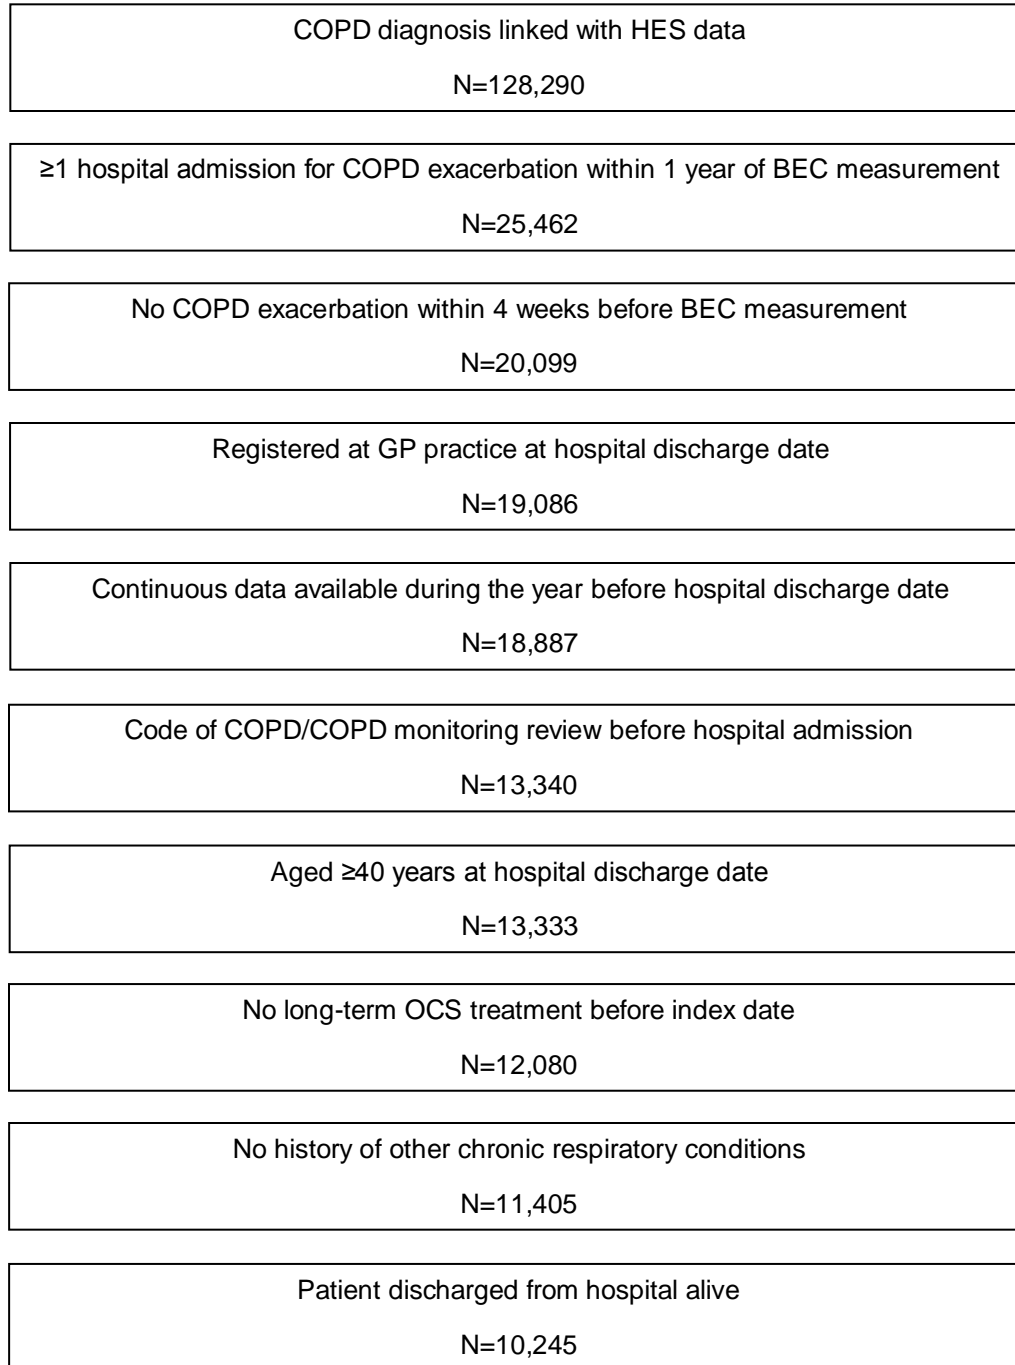 COPD diagnosis linked with HES data
N=128,290
≥1 hospital admission for COPD exacerbation within 1 year of BEC measurement
N=25,462
No COPD exacerbation within 4 weeks before BEC measurement
N=20,099
Registered at GP practice at hospital discharge date
N=19,086
Continuous data available during the year before hospital discharge date
N=18,887
Code of COPD/COPD monitoring review before hospital admission
N=13,340
Aged ≥40 years at hospital discharge date
N=13,333
No long-term OCS treatment before index date
N=12,080
No history of other chronic respiratory conditions
N=11,405
Patient discharged from hospital alive
N=10,245